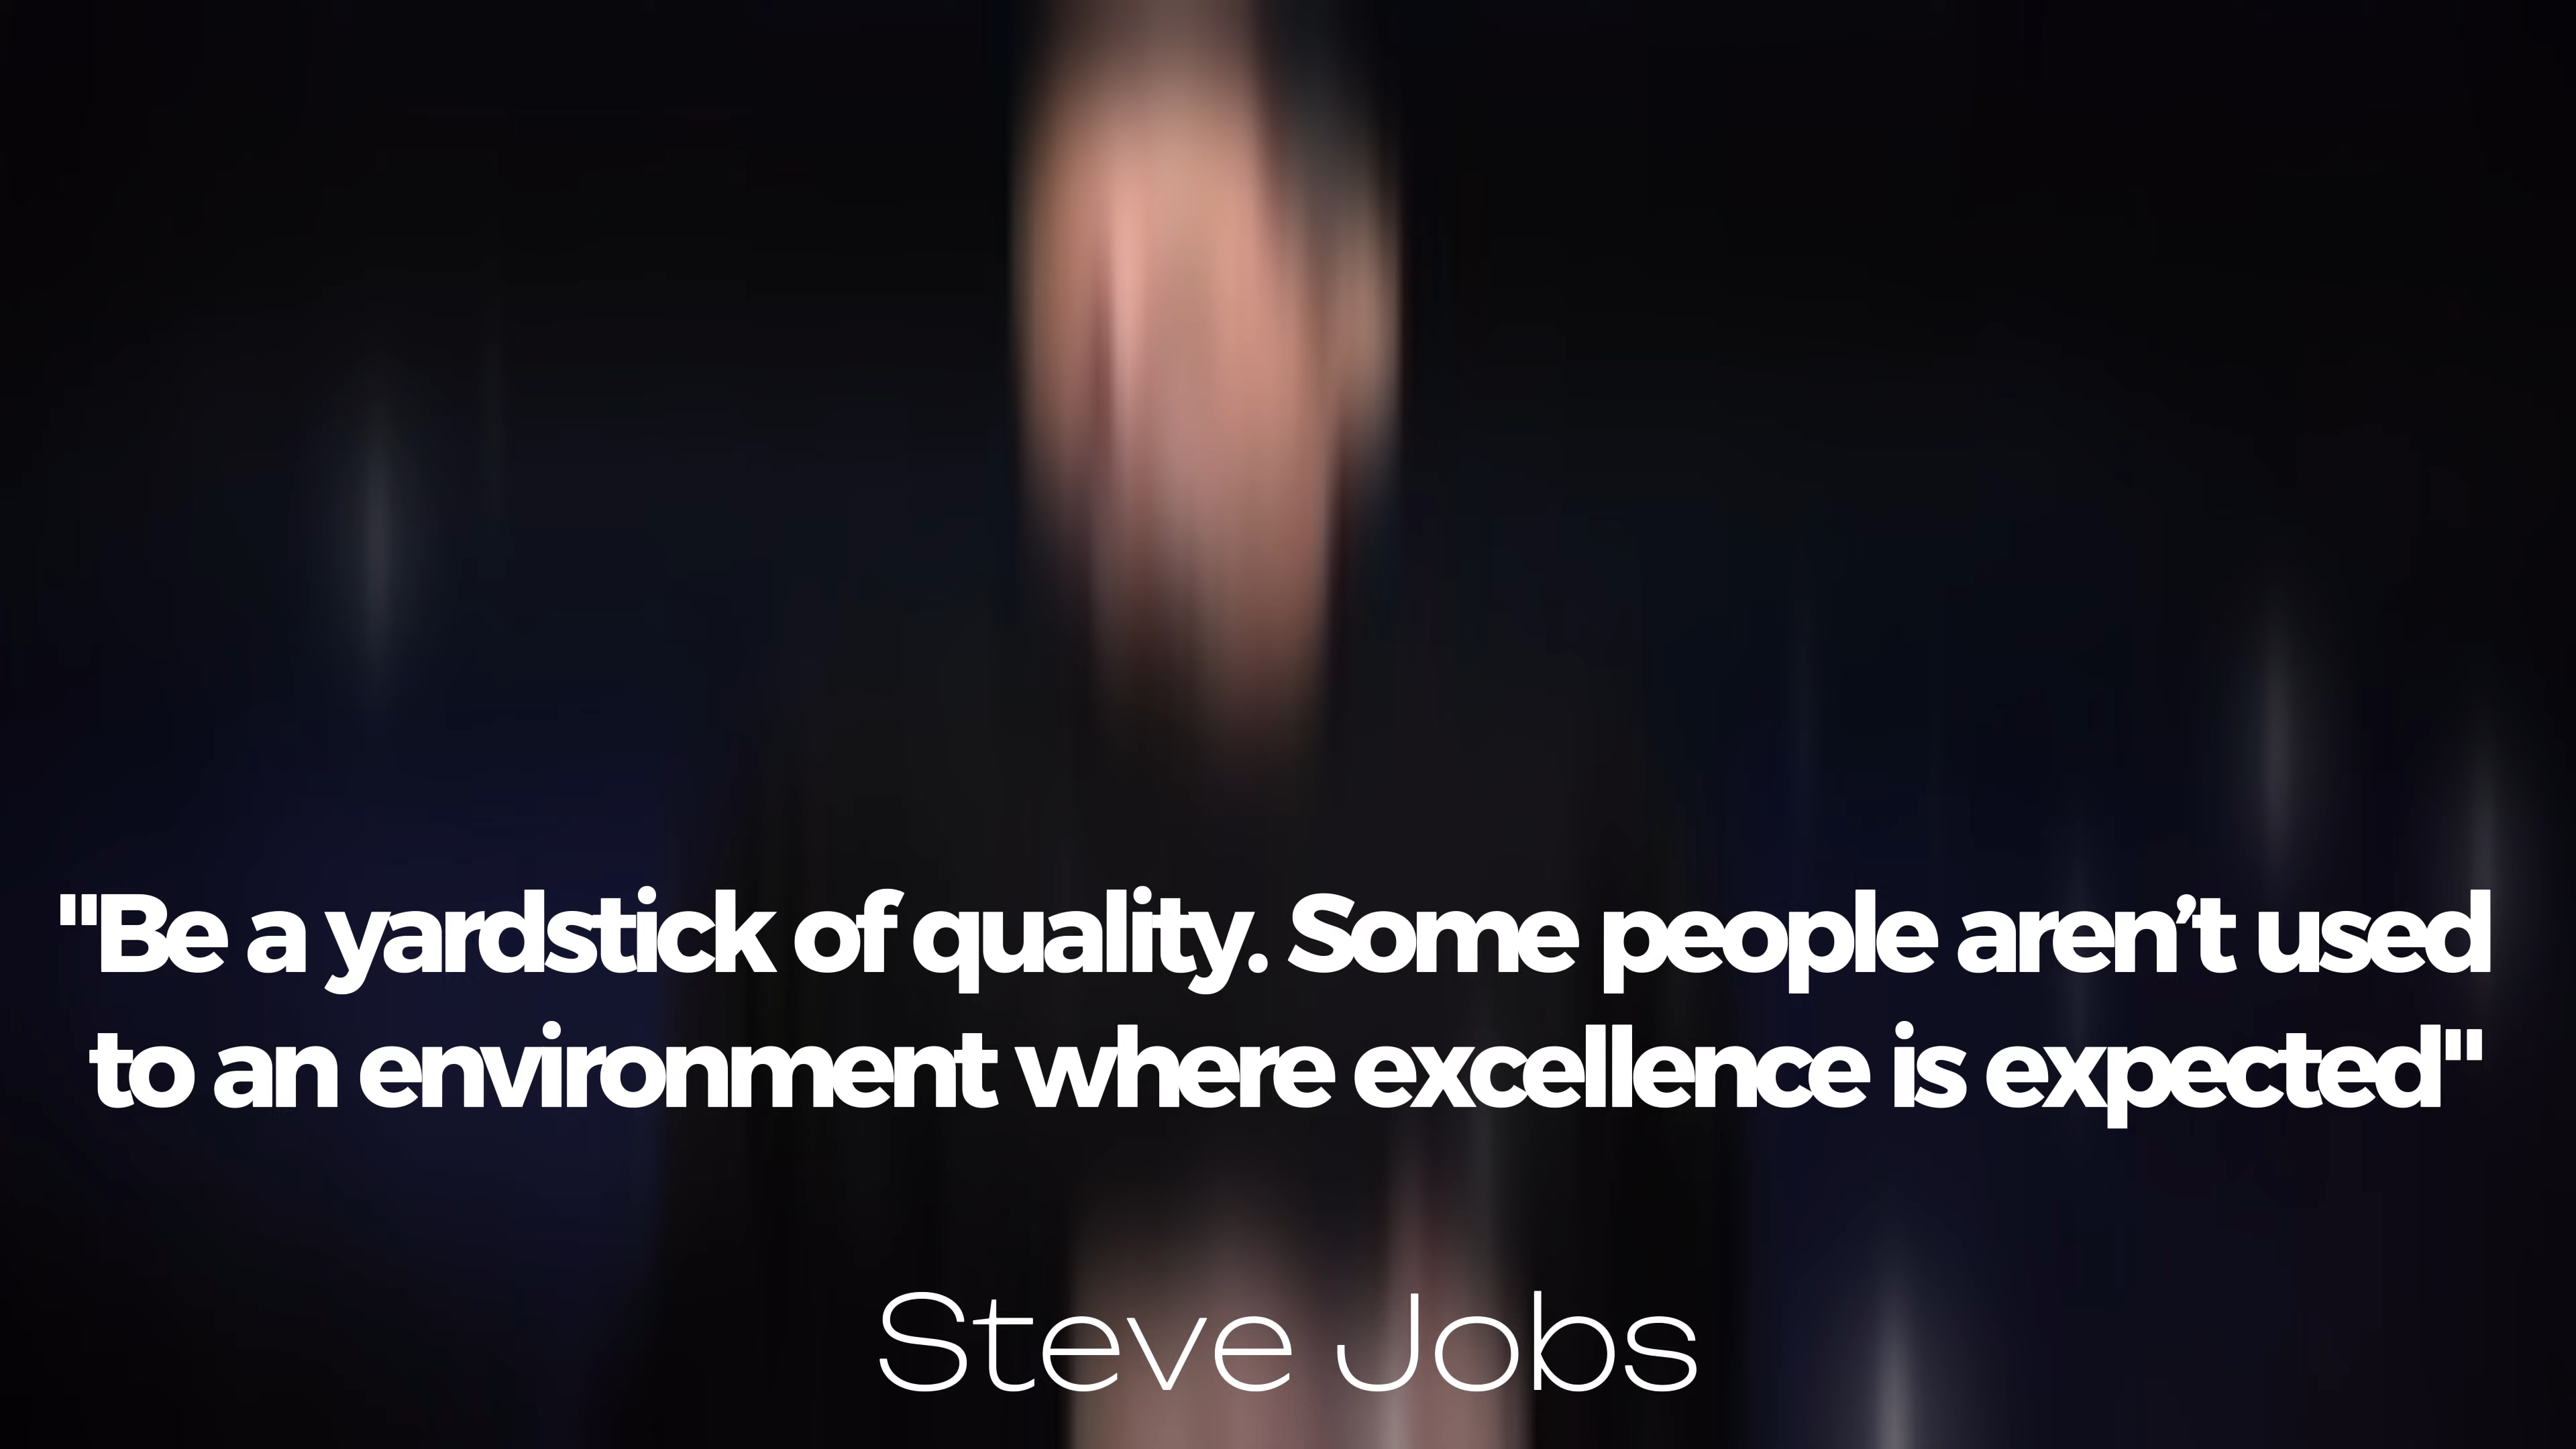 "Be a yardstick of quality. Some people aren’t used
to an environment where excellence is expected"
Steve Jobs